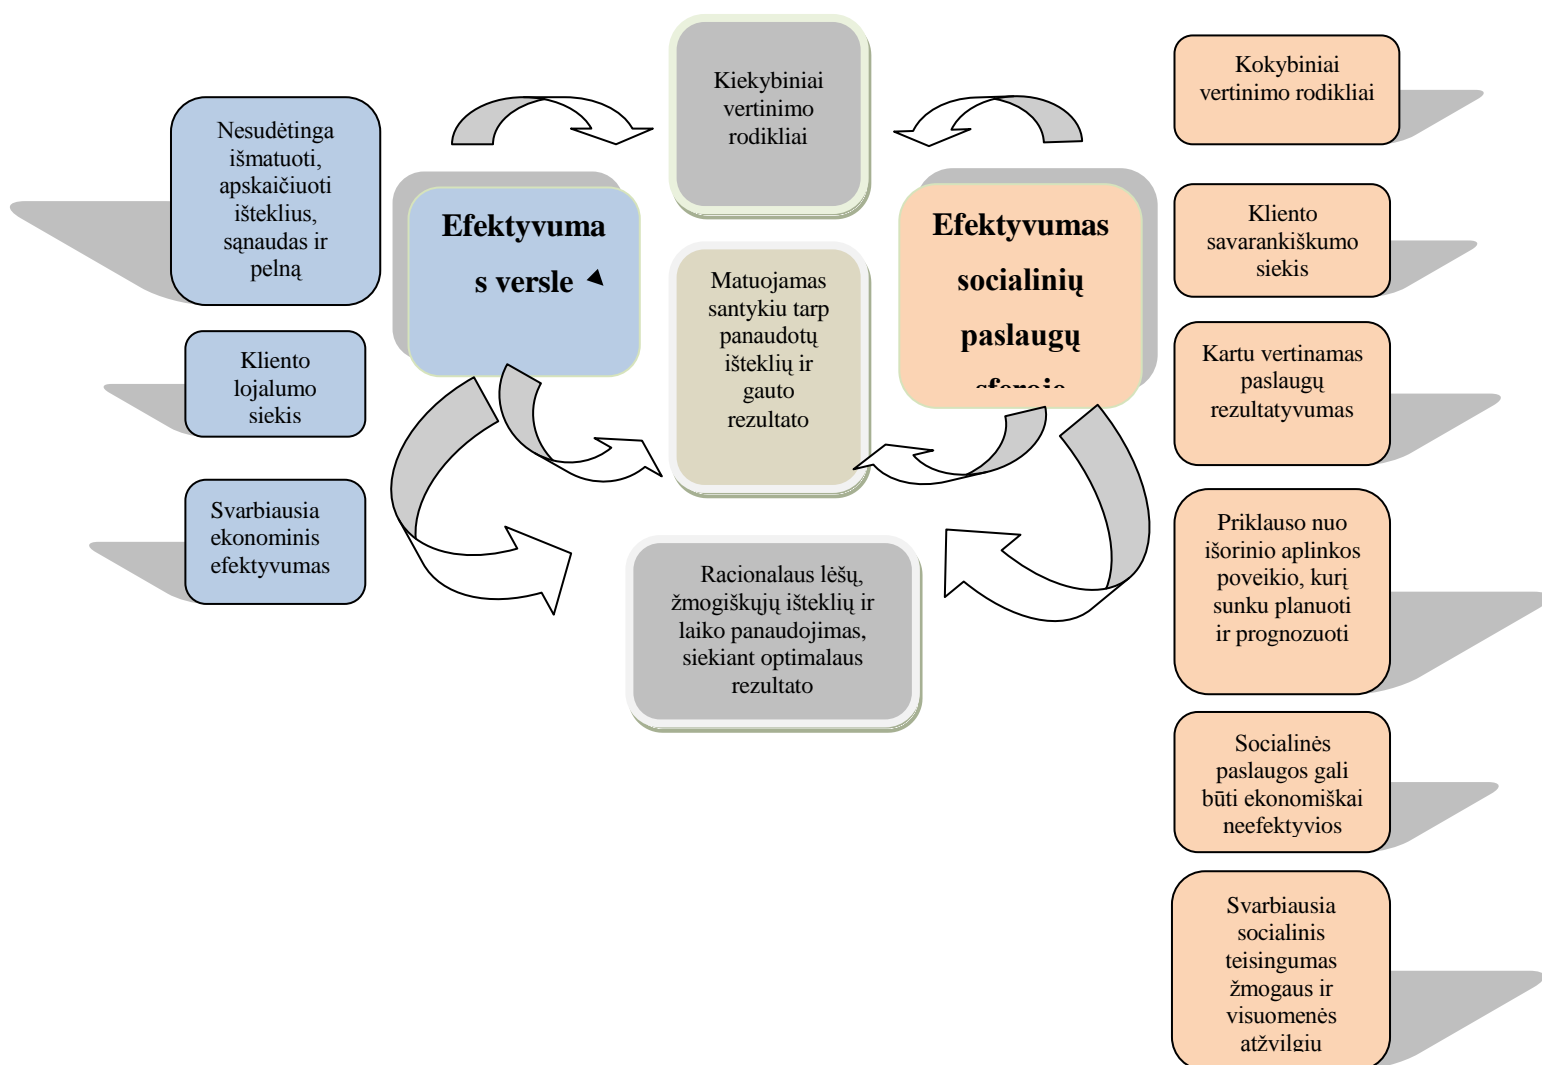 Nesudėtinga
išmatuoti,
apskaičiuoti
išteklius,
sąnaudas ir
pelną
Kliento
lojalumo
siekis
Svarbiausia
ekonominis
efektyvumas
Efektyvuma
s versle
Kiekybiniai
vertinimo
rodikliai
Matuojamas
santykiu tarp
panaudotų
išteklių ir
gauto
rezultato
Racionalaus lėšų,
žmogiškųjų išteklių ir
laiko panaudojimas,
siekiant optimalaus
rezultato
Efektyvumas
socialinių
paslaugų
sferoje
Kokybiniai
vertinimo rodikliai
Kliento
savarankiškumo
siekis
Kartu vertinamas
paslaugų
rezultatyvumas
Priklauso nuo
išorinio aplinkos
poveikio, kurį
sunku planuoti
ir prognozuoti
Socialinės
paslaugos gali
būti ekonomiškai
neefektyvios
Svarbiausia
socialinis
teisingumas
žmogaus ir
visuomenės
atžvilgiu